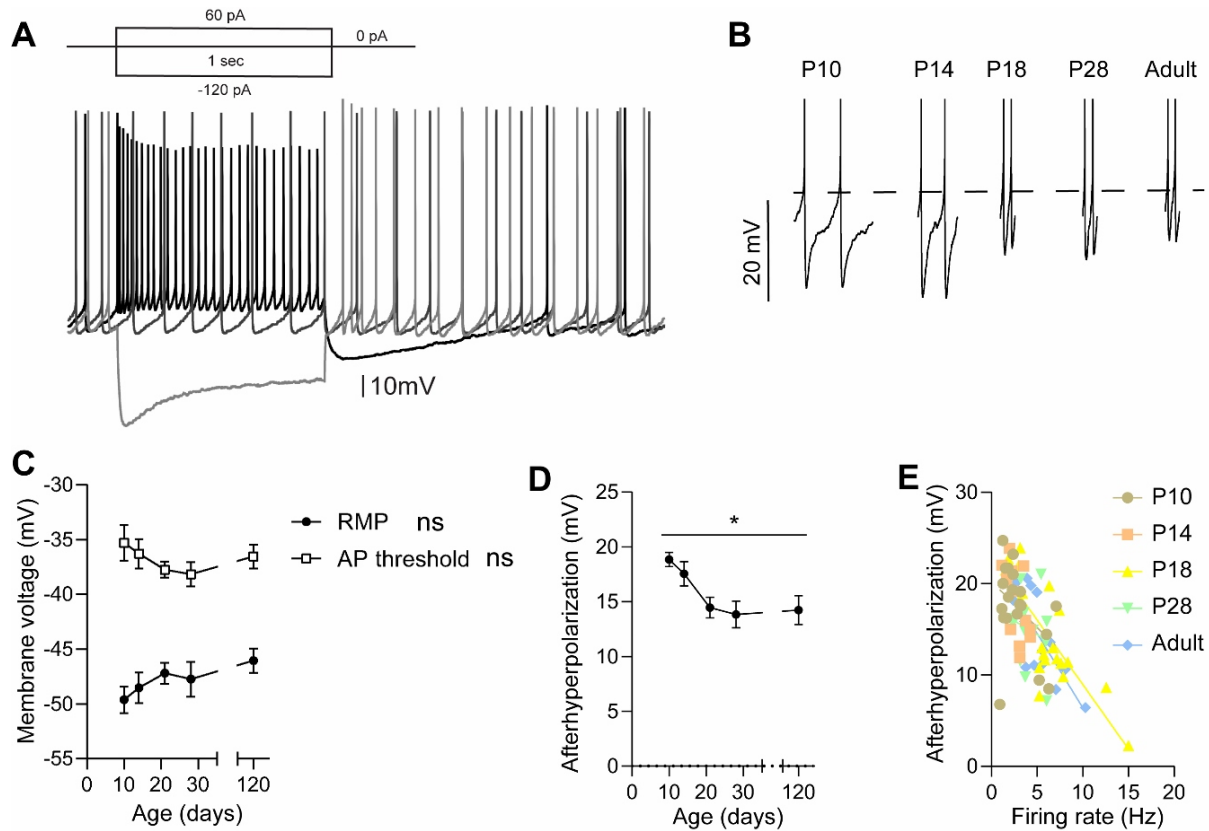 A
60 pA
0 pA
1 sec
-120 pA
10mV
B
P10 P14 P18 P28 Adult
20 mV
C
Membrane voltage (mV)
-30
-35
-40
-45
-50
-55
0 10 20 30 120
Age (days)
RMP ns
AP threshold ns
D
Afterhyperpolarization (mV)
25
20
15
10
5
0
*
0 10 20 30 120
Age (days)
E
Afterhyperpolization (mV)
30
20
10
0
0 5 10 15 20
Firing rate (Hz)
P10
P14
P18
P28
Adult